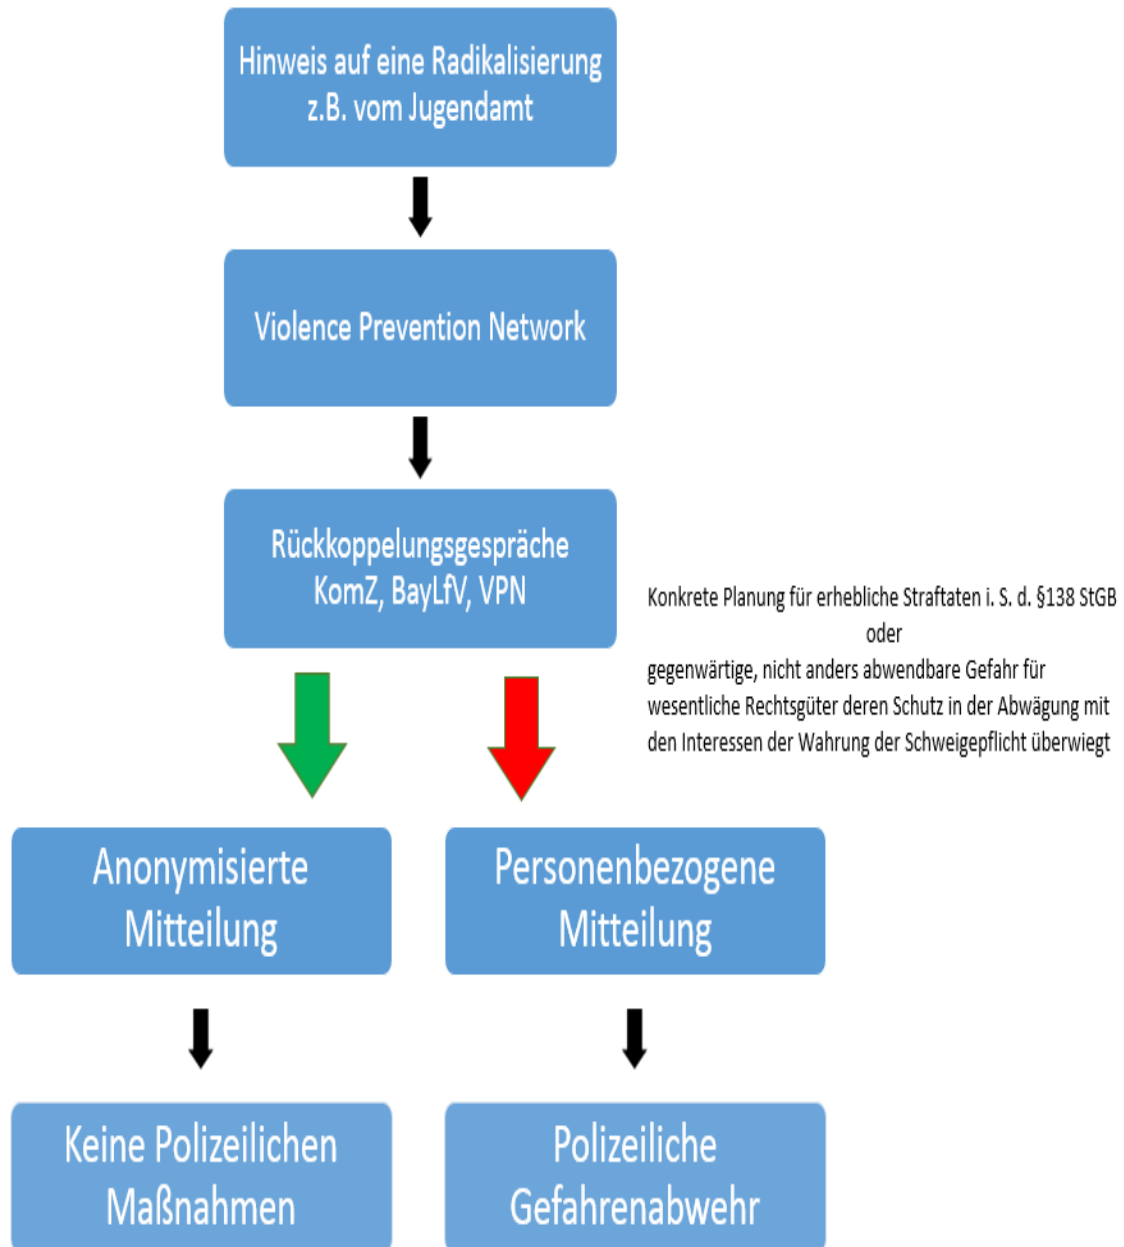 Hinweis auf eine Radikalisierung
z.B. vom Jugendamt
Violence Prevention Network
Rückkoppelungsgespräche
KomZ, BayLfV, VPN
Konkrete Planung für erhebliche Straftaten i. S. d. §138 StGB
oder
gegenwärtige, nicht anders abwendbare Gefahr für
wesentliche Rechtsgüter deren Schutz in der Abwägung mit
den Interessen der Wahrung der Schweigepflicht überwiegt
Anonymisierte
Mitteilung
Personenbezogene
Mitteilung
Keine Polizeilichen
Maßnahmen
Polizeiliche
Gefahrenabwehr